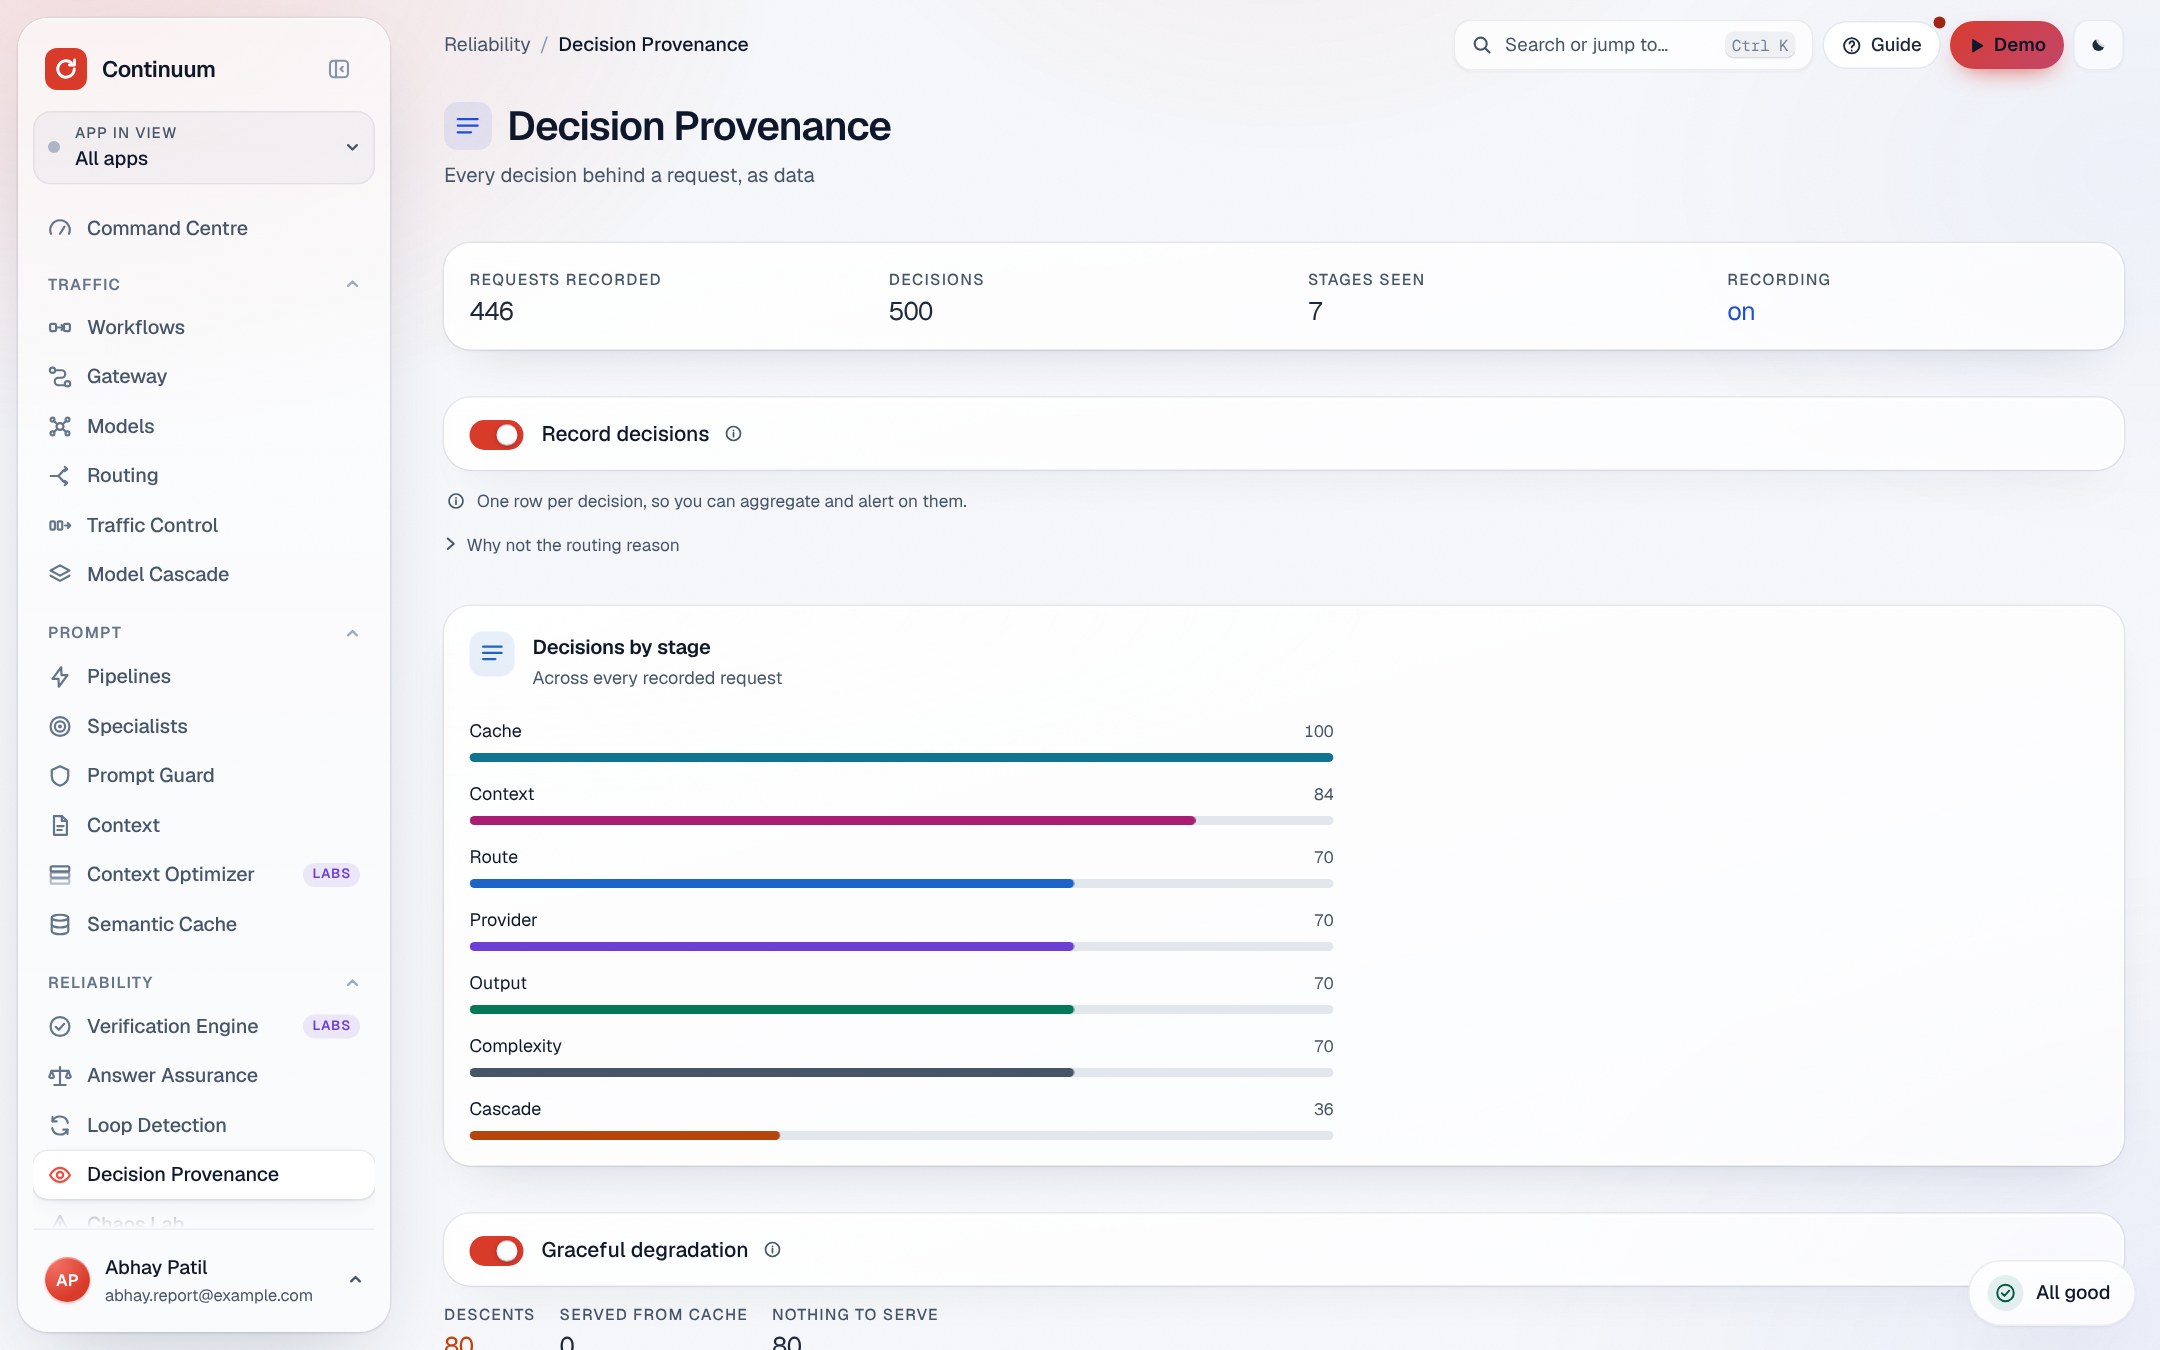 Continuum
APP IN VIEW
All apps
Command Centre
TRAFFIC
Workflows
Gateway
Models
Routing
Traffic Control
Model Cascade
PROMPT
Pipelines
Specialists
Prompt Guard
Context
Context Optimizer LABS
Semantic Cache
RELIABILITY
Verification Engine LABS
Answer Assurance
Loop Detection
Decision Provenance
Chaos Lab
AP
Abhay Patil
abhay.report@example.com
Reliability / Decision Provenance
Search or jump to... Ctrl K
Guide
Demo
Decision Provenance
Every decision behind a request, as data
REQUESTS RECORDED
446
DECISIONS
500
STAGES SEEN
7
RECORDING
on
Record decisions
One row per decision, so you can aggregate and alert on them.
Why not the routing reason
Decisions by stage
Across every recorded request
Cache 100
Context 84
Route 70
Provider 70
Output 70
Complexity 70
Cascade 36
Graceful degradation
DESCENTS
80
SERVED FROM CACHE
0
NOTHING TO SERVE
80
All good